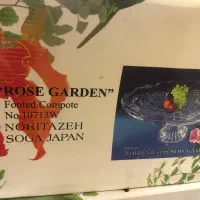 "ROSE GARDEN"
Footed Compote
No.10713W
NORITAZEH
SOGA JAPAN